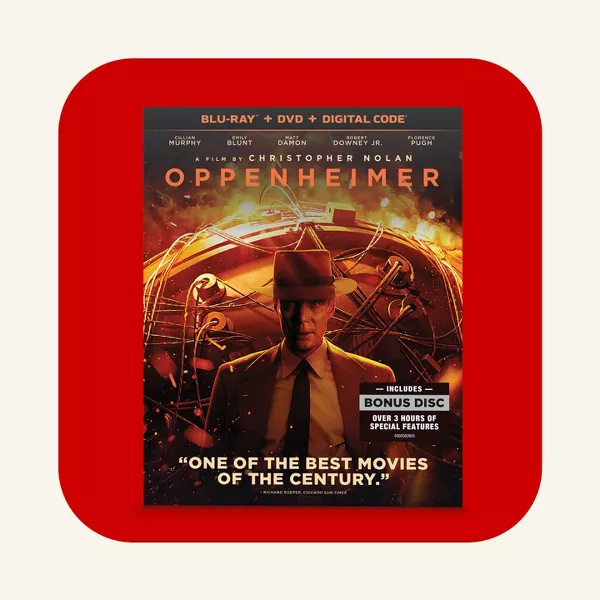 BLU-RAY™ + DVD + DIGITAL CODE
CILLIAN MURPHY
EMILY BLUNT
MATT DAMON
ROBERT DOWNEY JR.
FLORENCE PUGH
A FILM BY CHRISTOPHER NOLAN
OPPENHEIMER
— INCLUDES —
BONUS DISC
OVER 3 HOURS OF
SPECIAL FEATURES
“ONE OF THE BEST MOVIES
OF THE CENTURY.”
- RICHARD ROEPER, CHICAGO SUN-TIMES